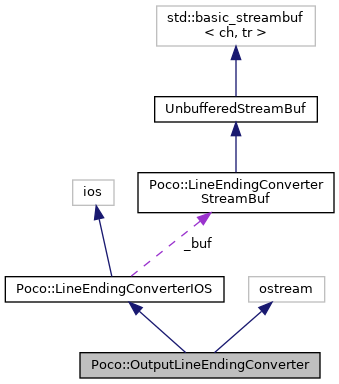 std::basic_streambuf
< ch, tr >
UnbufferedStreamBuf
Poco::LineEndingConverter
StreamBuf
ios
_buf
Poco::LineEndingConverterIOS
ostream
Poco::OutputLineEndingConverter